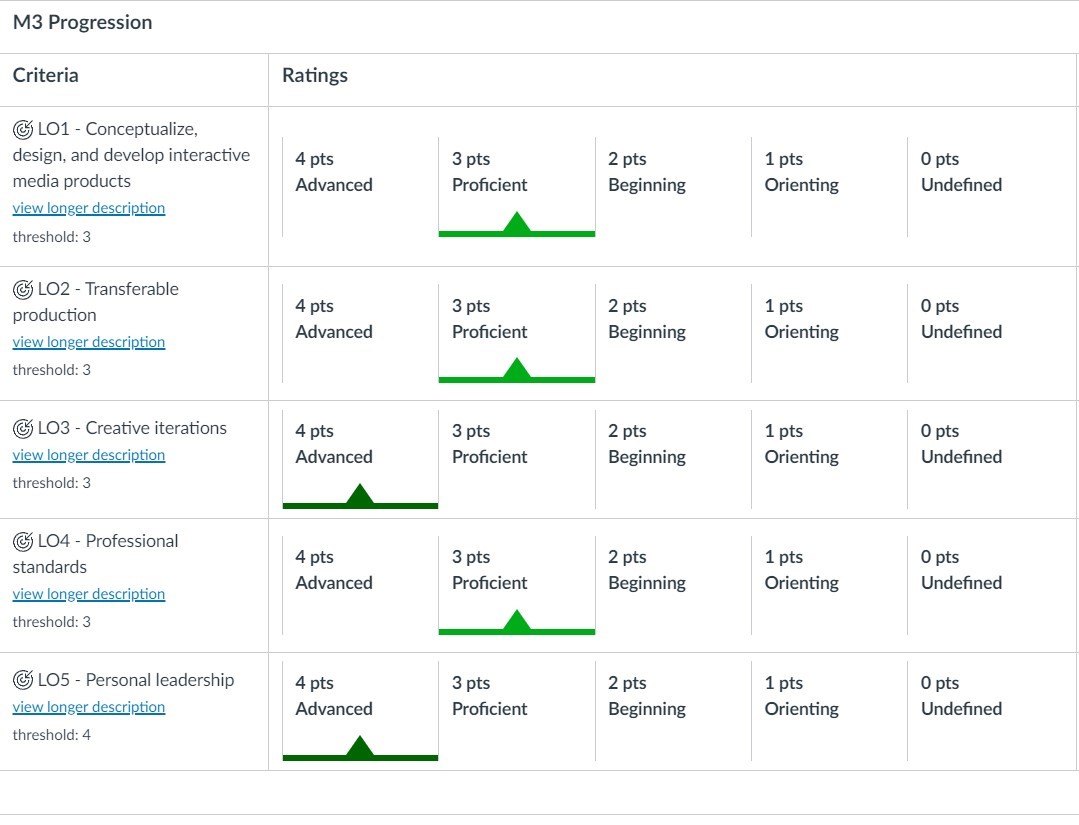 M3 Progression
Criteria
Ratings
LO1 - Conceptualize,
design, and develop interactive
media products
view longer description
threshold: 3
4 pts
Advanced
3 pts
Proficient
2 pts
Beginning
1 pts
Orienting
0 pts
Undefined
LO2 - Transferable
production
view longer description
threshold: 3
4 pts
Advanced
3 pts
Proficient
2 pts
Beginning
1 pts
Orienting
0 pts
Undefined
LO3 - Creative iterations
view longer description
threshold: 3
4 pts
Advanced
3 pts
Proficient
2 pts
Beginning
1 pts
Orienting
0 pts
Undefined
LO4 - Professional
standards
view longer description
threshold: 3
4 pts
Advanced
3 pts
Proficient
2 pts
Beginning
1 pts
Orienting
0 pts
Undefined
LO5 - Personal leadership
view longer description
threshold: 4
4 pts
Advanced
3 pts
Proficient
2 pts
Beginning
1 pts
Orienting
0 pts
Undefined